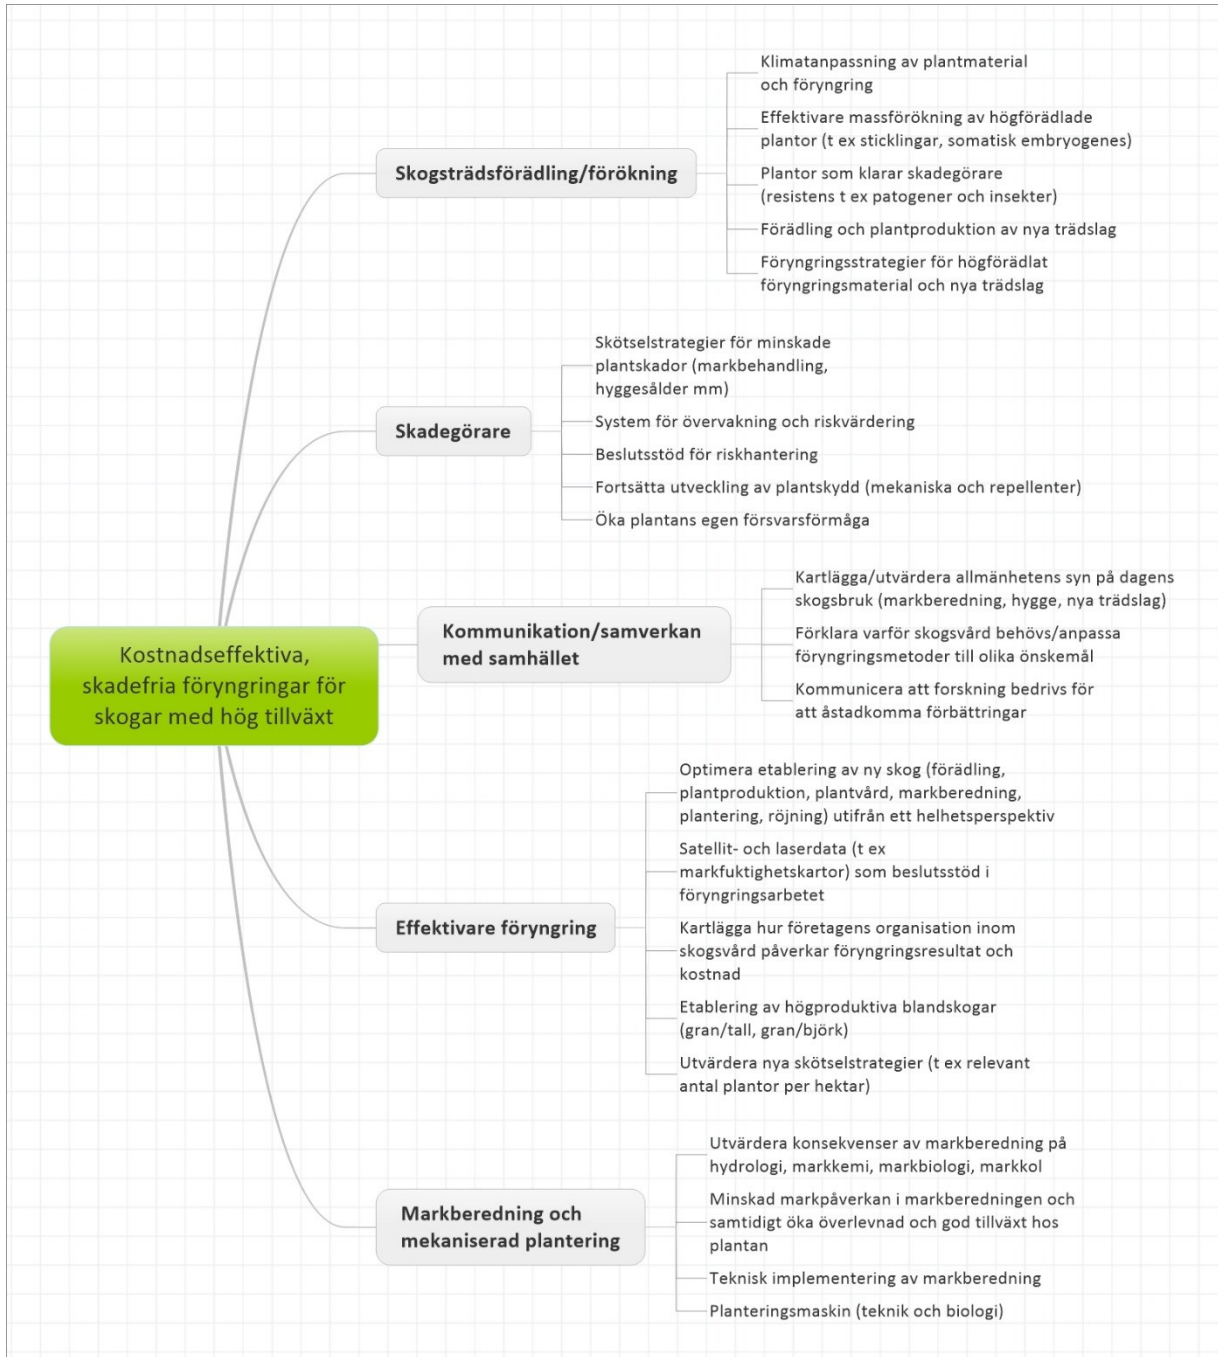 Kostnadseffektiva,
skadefria föryngringar för
skogar med hög tillväxt
Skogsträdsförädling/förökning
Klimatanpassning av plantmaterial
och föryngring
Effektivare massförökning av högförädlade
plantor (t ex sticklingar, somatisk embryogenes)
Plantor som klarar skadegörare
(resistens t ex patogener och insekter)
Förädling och plantproduktion av nya trädslag
Föryngringsstrategier för högförädlat
föryngringsmaterial och nya trädslag
Skadegörare
Skötselstrategier för minskade
plantskador (markbehandling,
hyggesålder mm)
System för övervakning och riskvärdering
Beslutsstöd för riskhantering
Fortsätta utveckling av plantskydd (mekaniska och repellenter)
Öka plantans egen försvarsförmåga
Kommunikation/samverkan
med samhället
Kartlägga/utvärdera allmänhetens syn på dagens
skogsbruk (markberedning, hygge, nya trädslag)
Förklara varför skogsvård behövs/anpassa
föryngringsmetoder till olika önskemål
Kommunicera att forskning bedrivs för
att åstadkomma förbättringar
Effektivare föryngring
Optimera etablering av ny skog (förädling,
plantproduktion, plantvård, markberedning,
plantering, röjning) utifrån ett helhetsperspektiv
Satellit- och laserdata (t ex
markfuktighetskartor) som beslutsstöd i
föryngringsarbetet
Kartlägga hur företagens organisation inom
skogsvård påverkar föryngringsresultat och
kostnad
Etablering av högproduktiva blandskogar
(gran/tall, gran/björk)
Utvärdera nya skötselstrategier (t ex relevant
antal plantor per hektar)
Markberedning och
mekaniserad plantering
Utvärdera konsekvenser av markberedning på
hydrologi, markkemi, markbiologi, markkol
Minskad markpåverkan i markberedningen och
samtidigt öka överlevnad och god tillväxt hos
plantan
Teknisk implementering av markberedning
Planteringsmaskin (teknik och biologi)